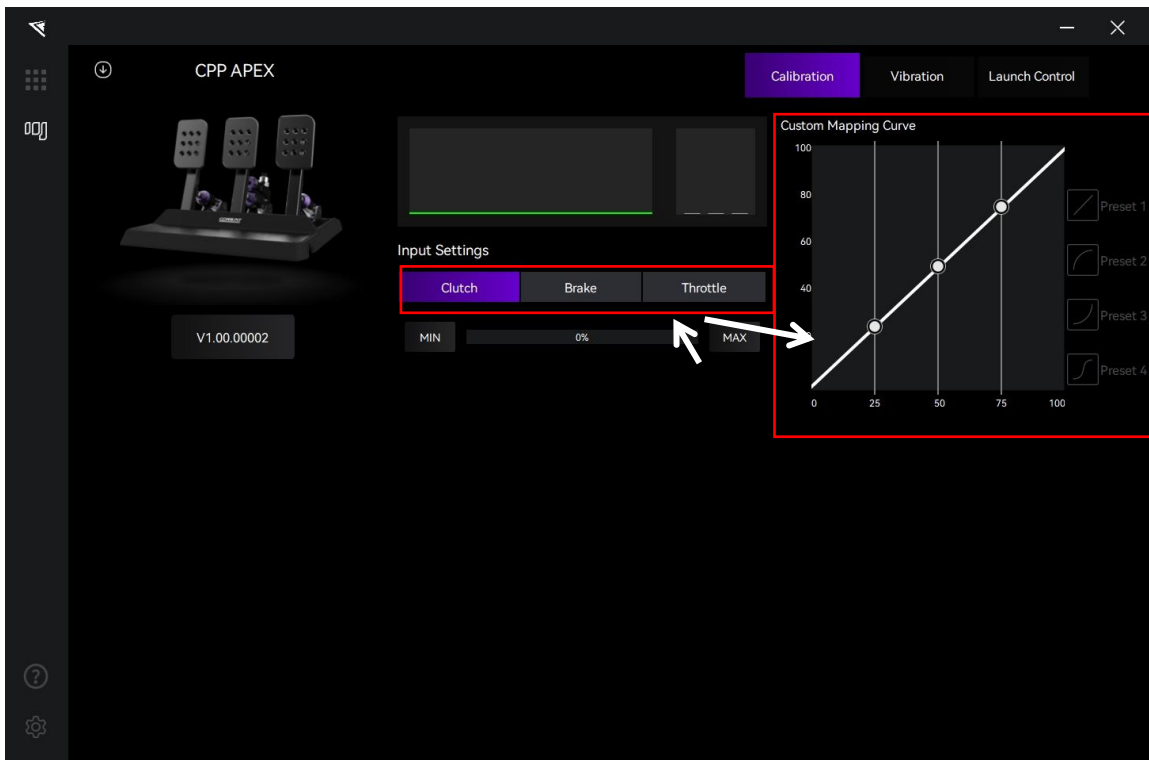 CPP APEX
Calibration
Vibration
Launch Control
Custom Mapping Curve
100
80
60
40
0
25
50
75
100
Preset 1
Preset 2
Preset 3
Preset 4
Input Settings
Clutch
Brake
Throttle
MIN
0%
MAX
V1.00.00002
?